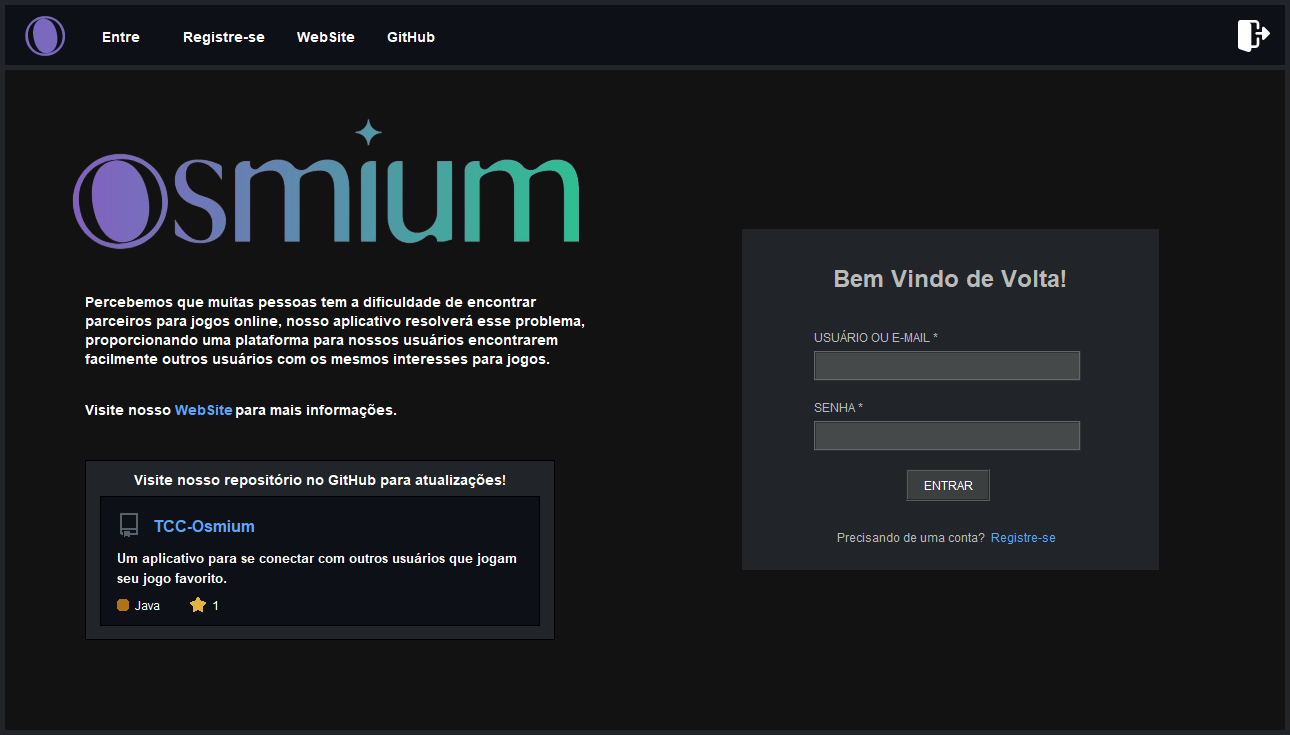 Entre
Registre-se
WebSite
GitHub
Osmium
Percebemos que muitas pessoas tem a dificuldade de encontrar
parceiros para jogos online, nosso aplicativo resolverá esse problema,
proporcionando uma plataforma para nossos usuários encontrarem
facilmente outros usuários com os mesmos interesses para jogos.
Visite nosso WebSite para mais informações.
Visite nosso repositório no GitHub para atualizações!
TCC-Osmium
Um aplicativo para se conectar com outros usuários que jogam
seu jogo favorito.
Java
1
Bem Vindo de Volta!
USUÁRIO OU E-MAIL *
SENHA *
ENTRAR
Precisando de uma conta? Registre-se